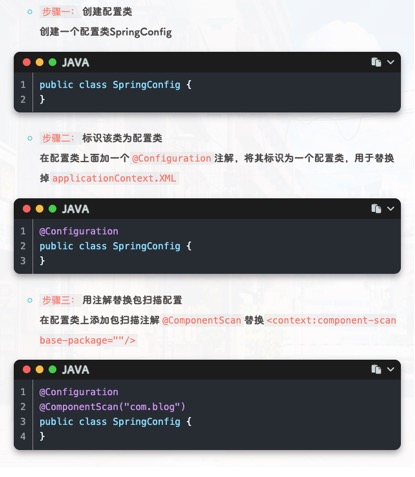 步骤一：创建配置类
创建一个配置类SpringConfig
JAVA
1 public class SpringConfig {
2 }
步骤二：标识该类为配置类
在配置类上面加一个 @Configuration 注解，将其标识为一个配置类，用于替换
掉 applicationContext.XML
JAVA
1 @Configuration
2 public class SpringConfig {
3 }
步骤三：用注解替换包扫描配置
在配置类上添加包扫描注解 @ComponentScan 替换 <context:component-scan
base-package=""/>
JAVA
1 @Configuration
2 @ComponentScan("com.blog")
3 public class SpringConfig {
4 }